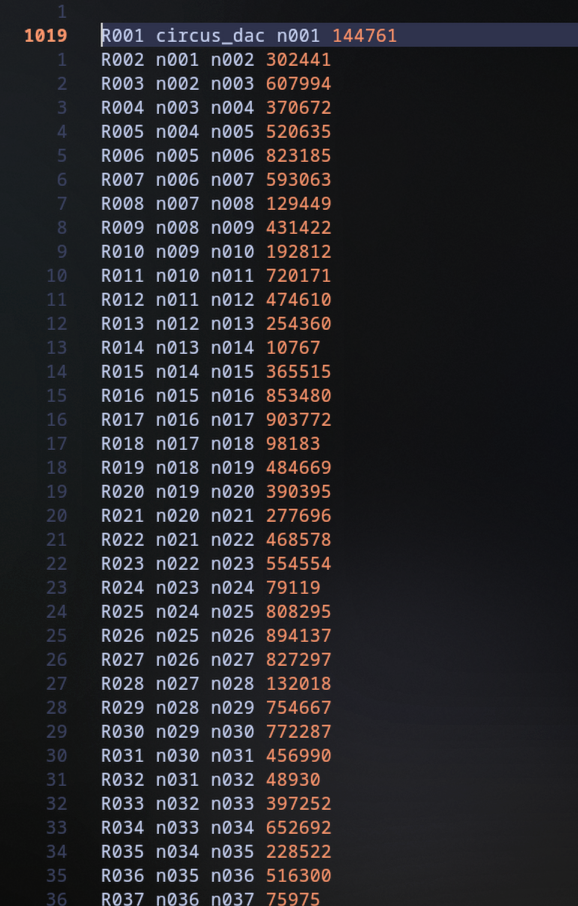 1
1019 R001 circus_dac n001 144761
1 R002 n001 n002 302441
2 R003 n002 n003 607994
3 R004 n003 n004 370672
4 R005 n004 n005 520635
5 R006 n005 n006 823185
6 R007 n006 n007 593063
7 R008 n007 n008 129449
8 R009 n008 n009 431422
9 R010 n009 n010 192812
10 R011 n010 n011 720171
11 R012 n011 n012 474610
12 R013 n012 n013 254360
13 R014 n013 n014 10767
14 R015 n014 n015 365515
15 R016 n015 n016 853480
16 R017 n016 n017 903772
17 R018 n017 n018 98183
18 R019 n018 n019 484669
19 R020 n019 n020 390395
20 R021 n020 n021 277696
21 R022 n021 n022 468578
22 R023 n022 n023 554554
23 R024 n023 n024 79119
24 R025 n024 n025 808295
25 R026 n025 n026 894137
26 R027 n026 n027 827297
27 R028 n027 n028 132018
28 R029 n028 n029 754667
29 R030 n029 n030 772287
30 R031 n030 n031 456990
31 R032 n031 n032 48930
32 R033 n032 n033 397252
33 R034 n033 n034 652692
34 R035 n034 n035 228522
35 R036 n035 n036 516300
36 R037 n036 n037 75975